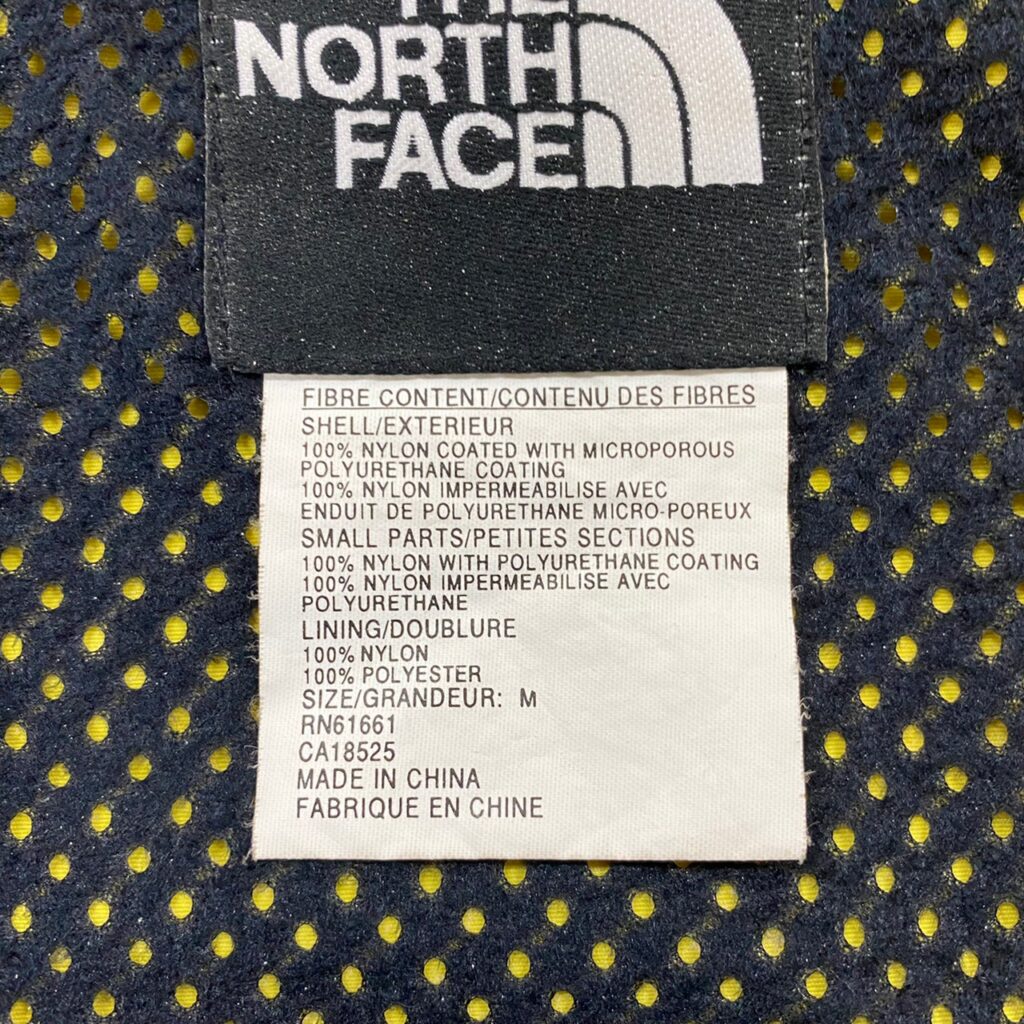 THE
NORTH
FACE
FIBRE CONTENT/CONTENU DES FIBRES
SHELL/EXTERIEUR
100% NYLON COATED WITH MICROPOROUS
POLYURETHANE COATING
100% NYLON IMPERMEABILISE AVEC
ENDUIT DE POLYURETHANE MICRO-POREUX
SMALL PARTS/PETITES SECTIONS
100% NYLON WITH POLYURETHANE COATING
100% NYLON IMPERMEABILISE AVEC
POLYURETHANE
LINING/DOUBLURE
100% NYLON
100% POLYESTER
SIZE/GRANDEUR: M
RN61661
CA18525
MADE IN CHINA
FABRIQUE EN CHINE